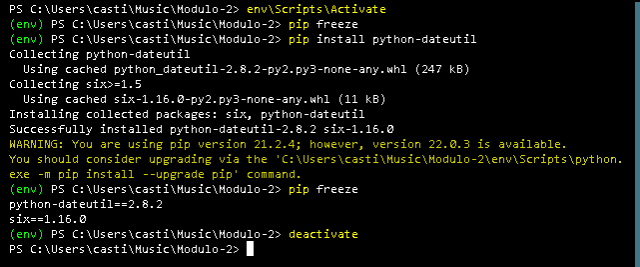 PS C:\Users\casti\Music\Modulo-2> env\Scripts\Activate
(env) PS C:\Users\casti\Music\Modulo-2> pip freeze
(env) PS C:\Users\casti\Music\Modulo-2> pip install python-dateutil
Collecting python-dateutil
  Using cached python_dateutil-2.8.2-py2.py3-none-any.whl (247 kB)
Collecting six>=1.5
  Using cached six-1.16.0-py2.py3-none-any.whl (11 kB)
Installing collected packages: six, python-dateutil
Successfully installed python-dateutil-2.8.2 six-1.16.0
WARNING: You are using pip version 21.2.4; however, version 22.0.3 is available.
You should consider upgrading via the 'C:\Users\casti\Music\Modulo-2\env\Scripts\python.
exe -m pip install --upgrade pip' command.
(env) PS C:\Users\casti\Music\Modulo-2> pip freeze
python-dateutil==2.8.2
six==1.16.0
(env) PS C:\Users\casti\Music\Modulo-2> deactivate
PS C:\Users\casti\Music\Modulo-2>